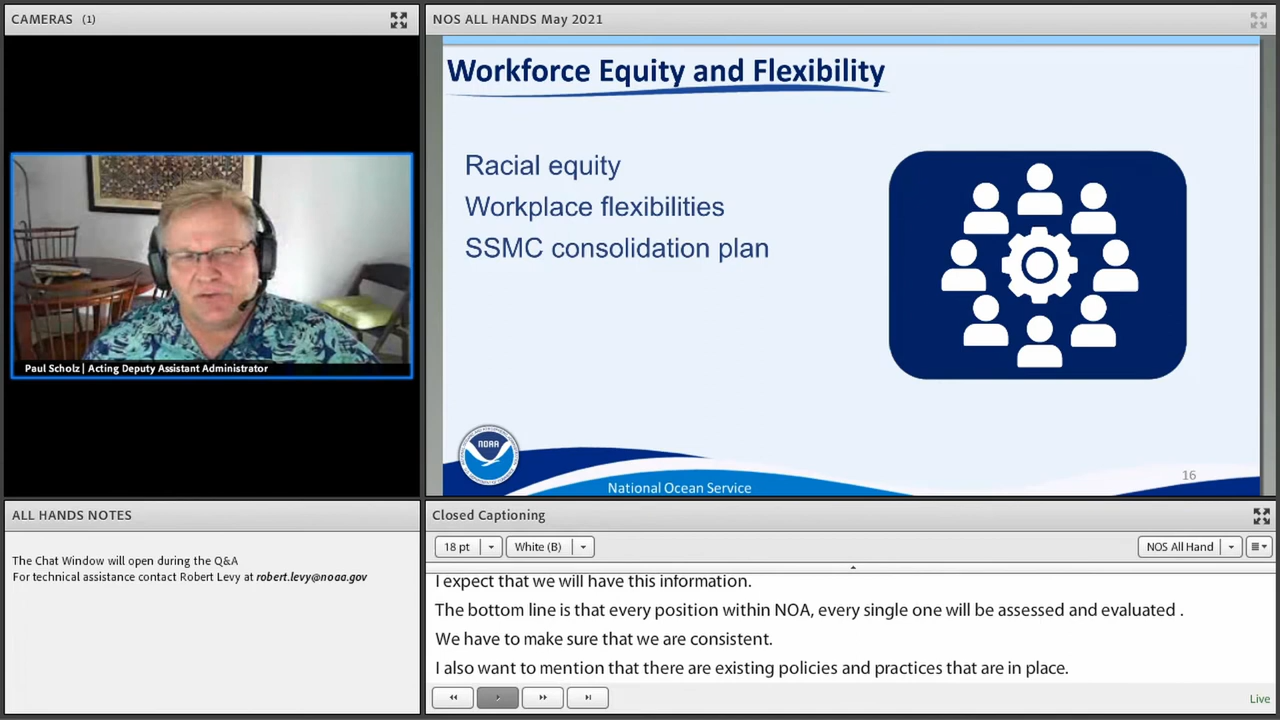 CAMERAS (1)
Paul Scholz | Acting Deputy Assistant Administrator
NOS ALL HANDS May 2021
Workforce Equity and Flexibility
Racial equity
Workplace flexibilities
SSMC consolidation plan
NOAA
National Ocean Service
16
ALL HANDS NOTES
The Chat Window will open during the Q&A
For technical assistance contact Robert Levy at robert.levy@noaa.gov
Closed Captioning
18 pt
White (B)
NOS All Hand
I expect that we will have this information.
The bottom line is that every position within NOA, every single one will be assessed and evaluated .
We have to make sure that we are consistent.
I also want to mention that there are existing policies and practices that are in place.
Live